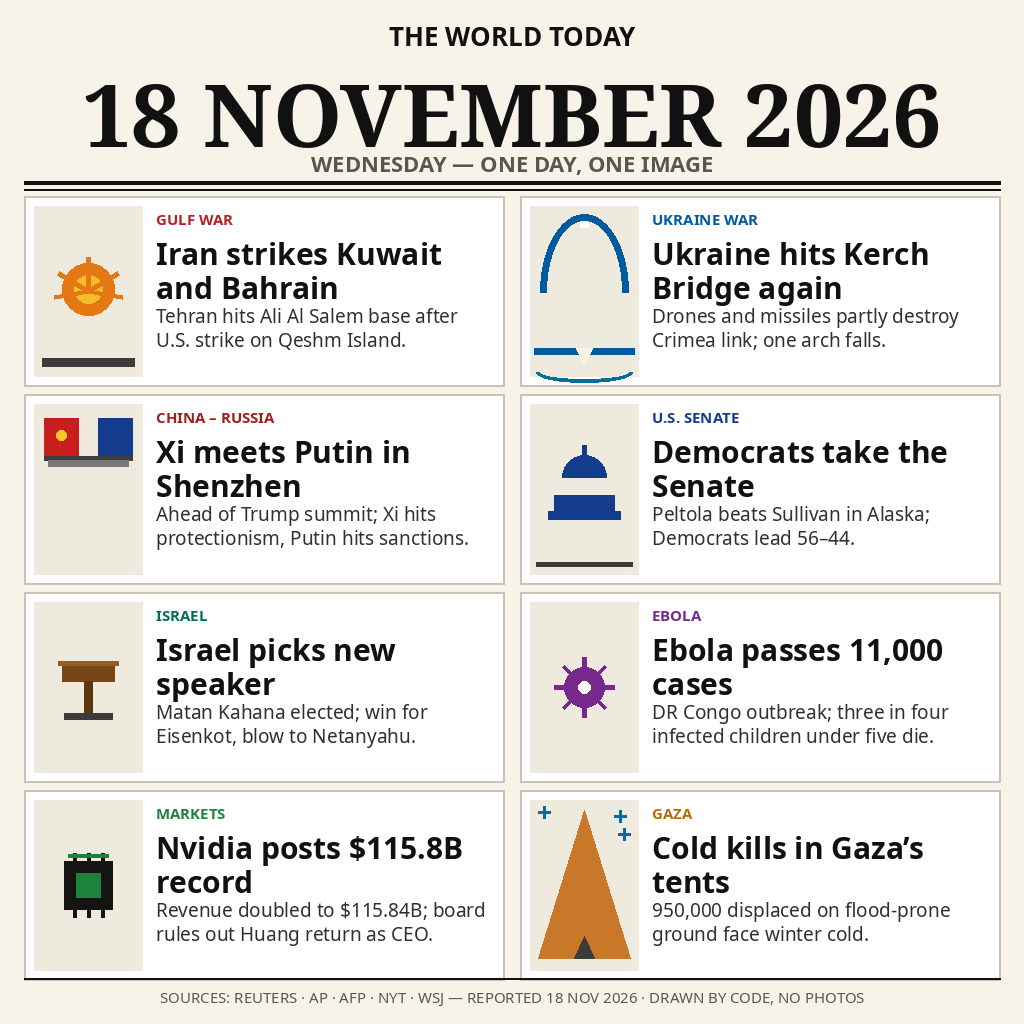 THE WORLD TODAY
18 NOVEMBER 2026
WEDNESDAY — ONE DAY, ONE IMAGE
GULF WAR
Iran strikes Kuwait
and Bahrain
Tehran hits Ali Al Salem base after
U.S. strike on Qeshm Island.
UKRAINE WAR
Ukraine hits Kerch
Bridge again
Drones and missiles partly destroy
Crimea link; one arch falls.
CHINA – RUSSIA
Xi meets Putin in
Shenzhen
Ahead of Trump summit; Xi hits
protectionism, Putin hits sanctions.
U.S. SENATE
Democrats take the
Senate
Peltola beats Sullivan in Alaska;
Democrats lead 56–44.
ISRAEL
Israel picks new
speaker
Matan Kahana elected; win for
Eisenkot, blow to Netanyahu.
EBOLA
Ebola passes 11,000
cases
DR Congo outbreak; three in four
infected children under five die.
MARKETS
Nvidia posts $115.8B
record
Revenue doubled to $115.84B; board
rules out Huang return as CEO.
GAZA
Cold kills in Gaza’s
tents
950,000 displaced on flood-prone
ground face winter cold.
SOURCES: REUTERS · AP · AFP · NYT · WSJ — REPORTED 18 NOV 2026 · DRAWN BY CODE, NO PHOTOS